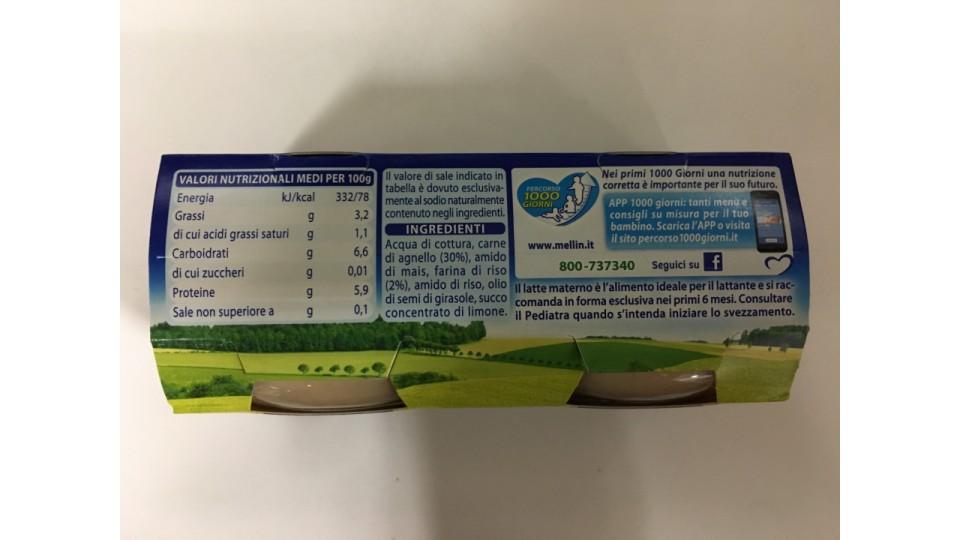 VALORI NUTRIZIONALI MEDI PER 100g
Energia kJ/kcal 332/78
Grassi g 3,2
di cui acidi grassi saturi g 1,1
Carboidrati g 6,6
di cui zuccheri g 0,01
Proteine g 5,9
Sale non superiore a g 0,1
Il valore di sale indicato in
tabella è dovuto esclusiva-
mente al sodio naturalmente
contenuto negli ingredienti.
INGREDIENTI
Acqua di cottura, carne
di agnello (30%), amido
di mais, farina di riso
(2%), amido di riso, olio
di semi di girasole, succo
concentrato di limone.
PERCORSO
1000
GIORNI
www.mellin.it
Nei primi 1000 Giorni una nutrizione
corretta è importante per il suo futuro.
APP 1000 giorni: tanti menù e
consigli su misura per il tuo
bambino. Scarica l'APP o visita
il sito percorso1000giorni.it
800-737340 Seguici su f
Il latte materno è l'alimento ideale per il lattante e si rac-
comanda in forma esclusiva nei primi 6 mesi. Consultare
il Pediatra quando s'intenda iniziare lo svezzamento.